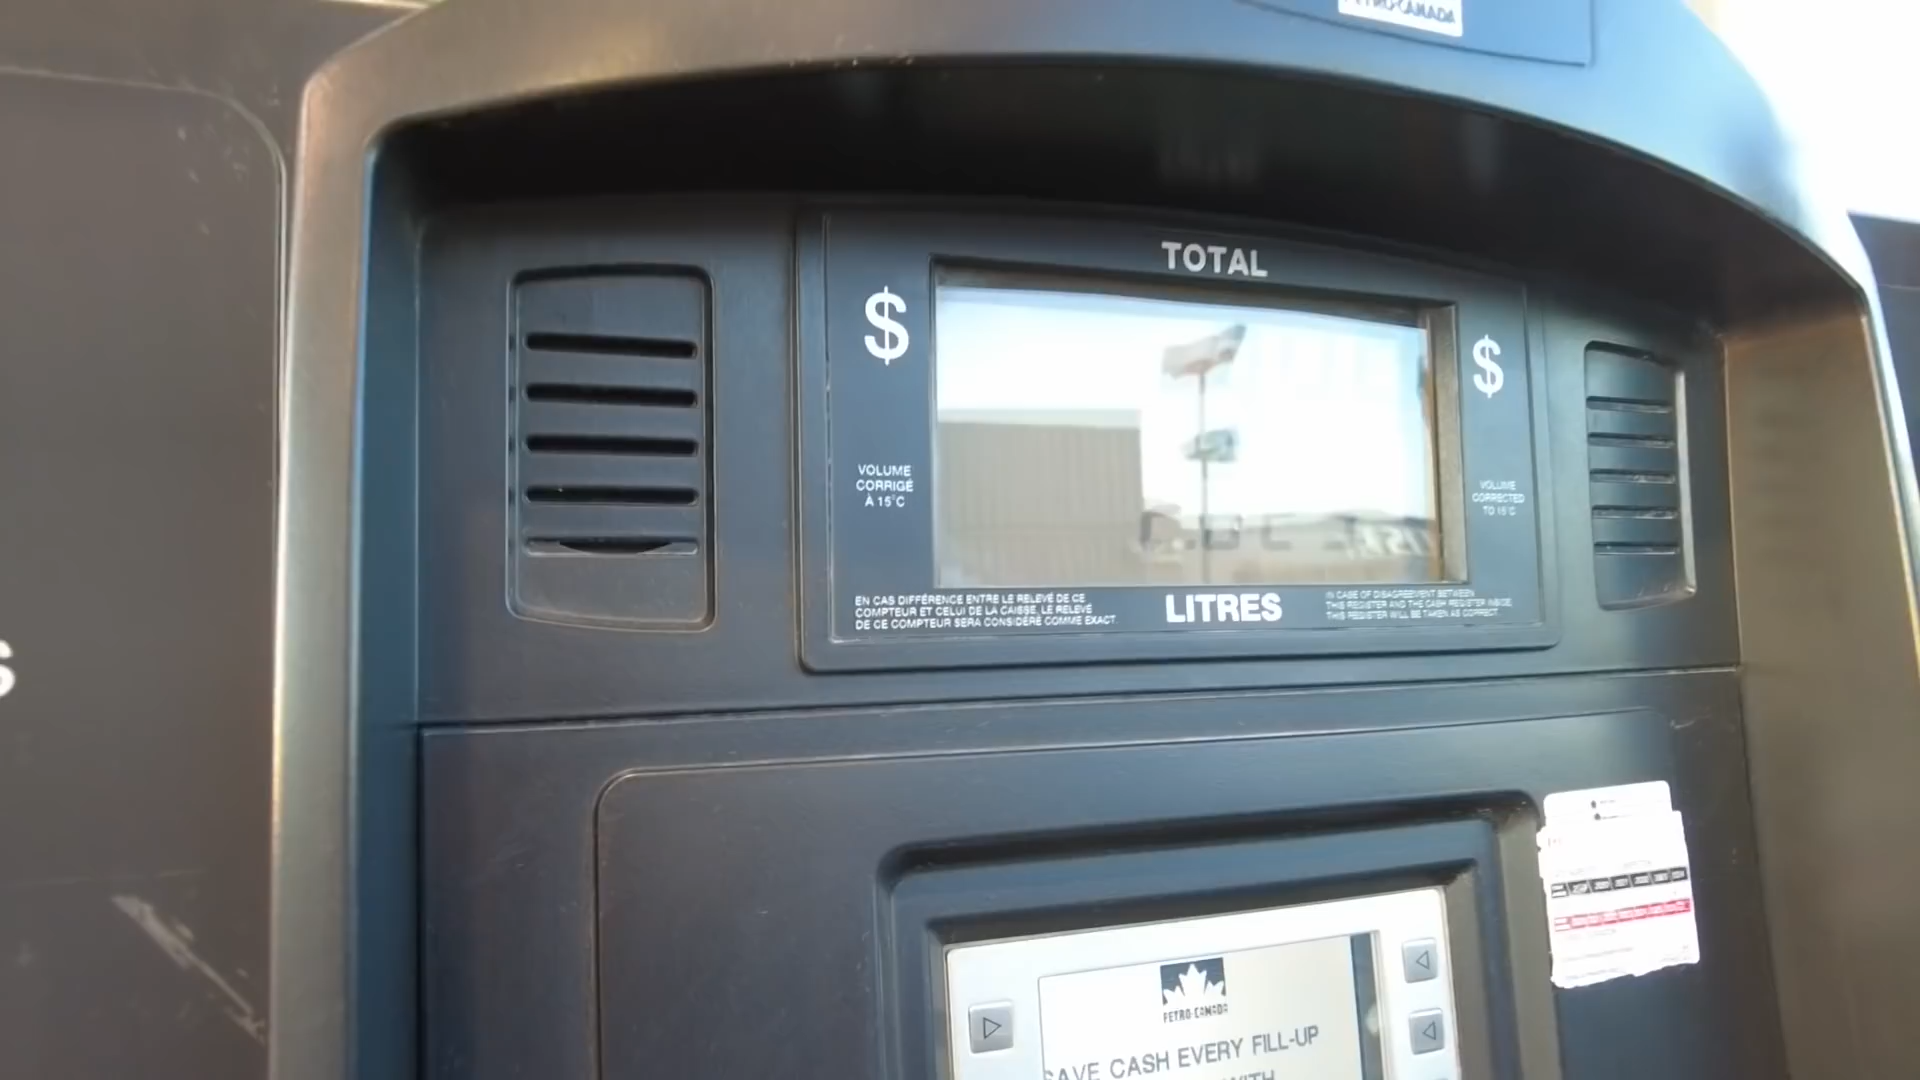 PETRO-CANADA
TOTAL
$
$
VOLUME
CORRIGÉ
À 15°C
VOLUME
CORRECTED
TO 15°C
EN CAS DIFFÉRENCE ENTRE LE RELEVÉ DE CE
COMPTEUR ET CELUI DE LA CAISSE, LE RELEVÉ
DE CE COMPTEUR SERA CONSIDÉRÉ COMME EXACT.
LITRES
IN CASE OF DISAGREEMENT BETWEEN
THIS REGISTER AND THE CASH REGISTER INSIDE,
THIS REGISTER WILL BE TAKEN AS CORRECT.
S
PETRO-CANADA
SAVE CASH EVERY FILL-UP
WITH